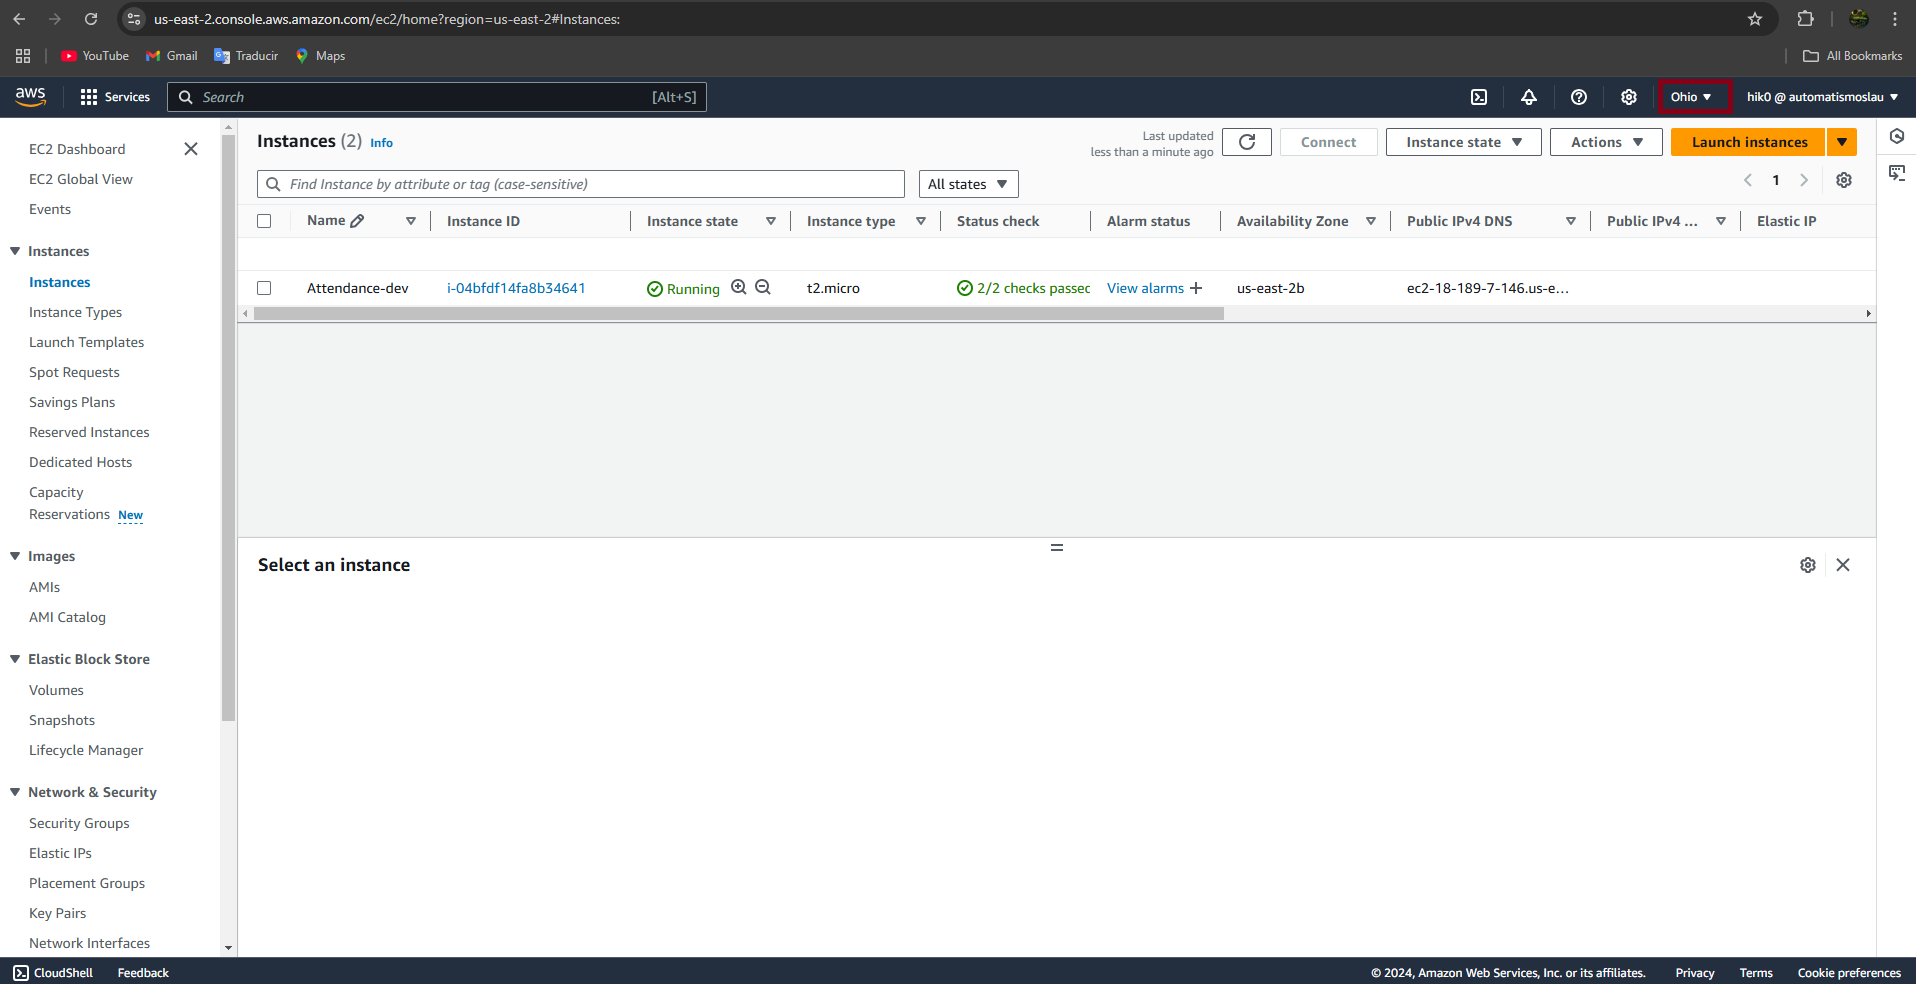 us-east-2.console.aws.amazon.com/ec2/home?region=us-east-2#Instances:
YouTube Gmail Traducir Maps All Bookmarks
aws Services Search [Alt+S] Ohio hik0 @ automatismoslau
EC2 Dashboard
EC2 Global View
Events
Instances
Instances
Instance Types
Launch Templates
Spot Requests
Savings Plans
Reserved Instances
Dedicated Hosts
Capacity
Reservations New
Images
AMIs
AMI Catalog
Elastic Block Store
Volumes
Snapshots
Lifecycle Manager
Network & Security
Security Groups
Elastic IPs
Placement Groups
Key Pairs
Network Interfaces
Instances (2) Info
Last updated
less than a minute ago
Connect Instance state Actions Launch instances
Find Instance by attribute or tag (case-sensitive) All states 1
Name Instance ID Instance state Instance type Status check Alarm status Availability Zone Public IPv4 DNS Public IPv4 ... Elastic IP
Attendance-dev i-04bfdf14fa8b34641 Running t2.micro 2/2 checks passec View alarms + us-east-2b ec2-18-189-7-146.us-e...
Select an instance
CloudShell Feedback © 2024, Amazon Web Services, Inc. or its affiliates. Privacy Terms Cookie preferences